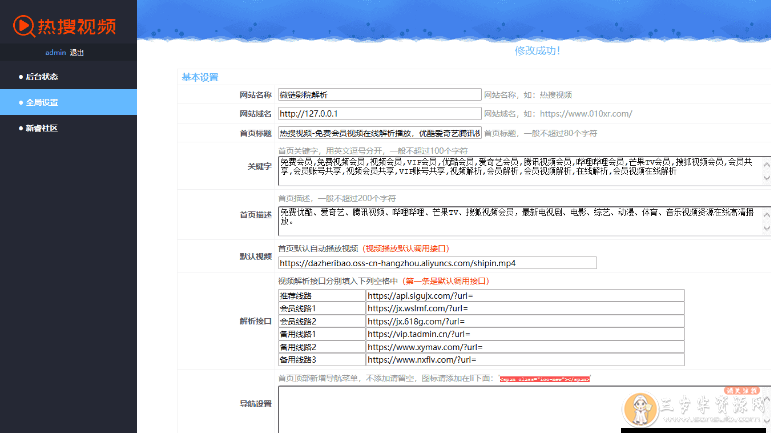 热搜视频
admin 退出
● 后台状态
● 全局设置
● 新睿社区
修改成功!
基本设置
网站名称 微链影院解析 网站名称，如：热搜视频
网站域名 http://127.0.0.1 网站域名，如：https://www.010xr.com/
首页标题 热搜视频-免费会员视频在线解析播放，优酷爱奇艺腾讯 首页标题，一般不超过80个字符
首页关键字，用英文逗号分开，一般不超过100个字符
关键字 免费会员,免费视频会员,视频会员,VIP会员,优酷会员,爱奇艺会员,腾讯视频会员,哔哩哔哩会员,芒果TV会员,搜狐视频会员,会员共
享,会员账号共享,视频会员共享,VIP账号共享,视频解析,会员解析,会员视频解析,在线解析,会员视频在线解析
首页描述，一般不超过200个字符
首页描述 免费优酷、爱奇艺、腾讯视频、哔哩哔哩、芒果TV、搜狐视频会员，最新电视剧、电影、综艺、动漫、体育、音乐视频资源在线高清播
放。
首页默认自动播放视频（视频播放默认调用接口）
默认视频 https://dazheribao.oss-cn-hangzhou.aliyuncs.com/shipin.mp4
视频解析接口分别填入下列空格中（第一条是默认调用接口）
解析接口
推荐线路 https://api.sigujx.com/?url=
会员线路1 https://jx.wslmf.com/?url=
会员线路2 https://jx.618g.com/?url=
备用线路1 https://vip.tadmin.cn/?url=
备用线路2 https://www.xymav.com/?url=
备用线路3 https://www.nxflv.com/?url=
首页顶部新增导航菜单，不添加请留空，图标请添加在li下面：
导航设置
三岁半资源网